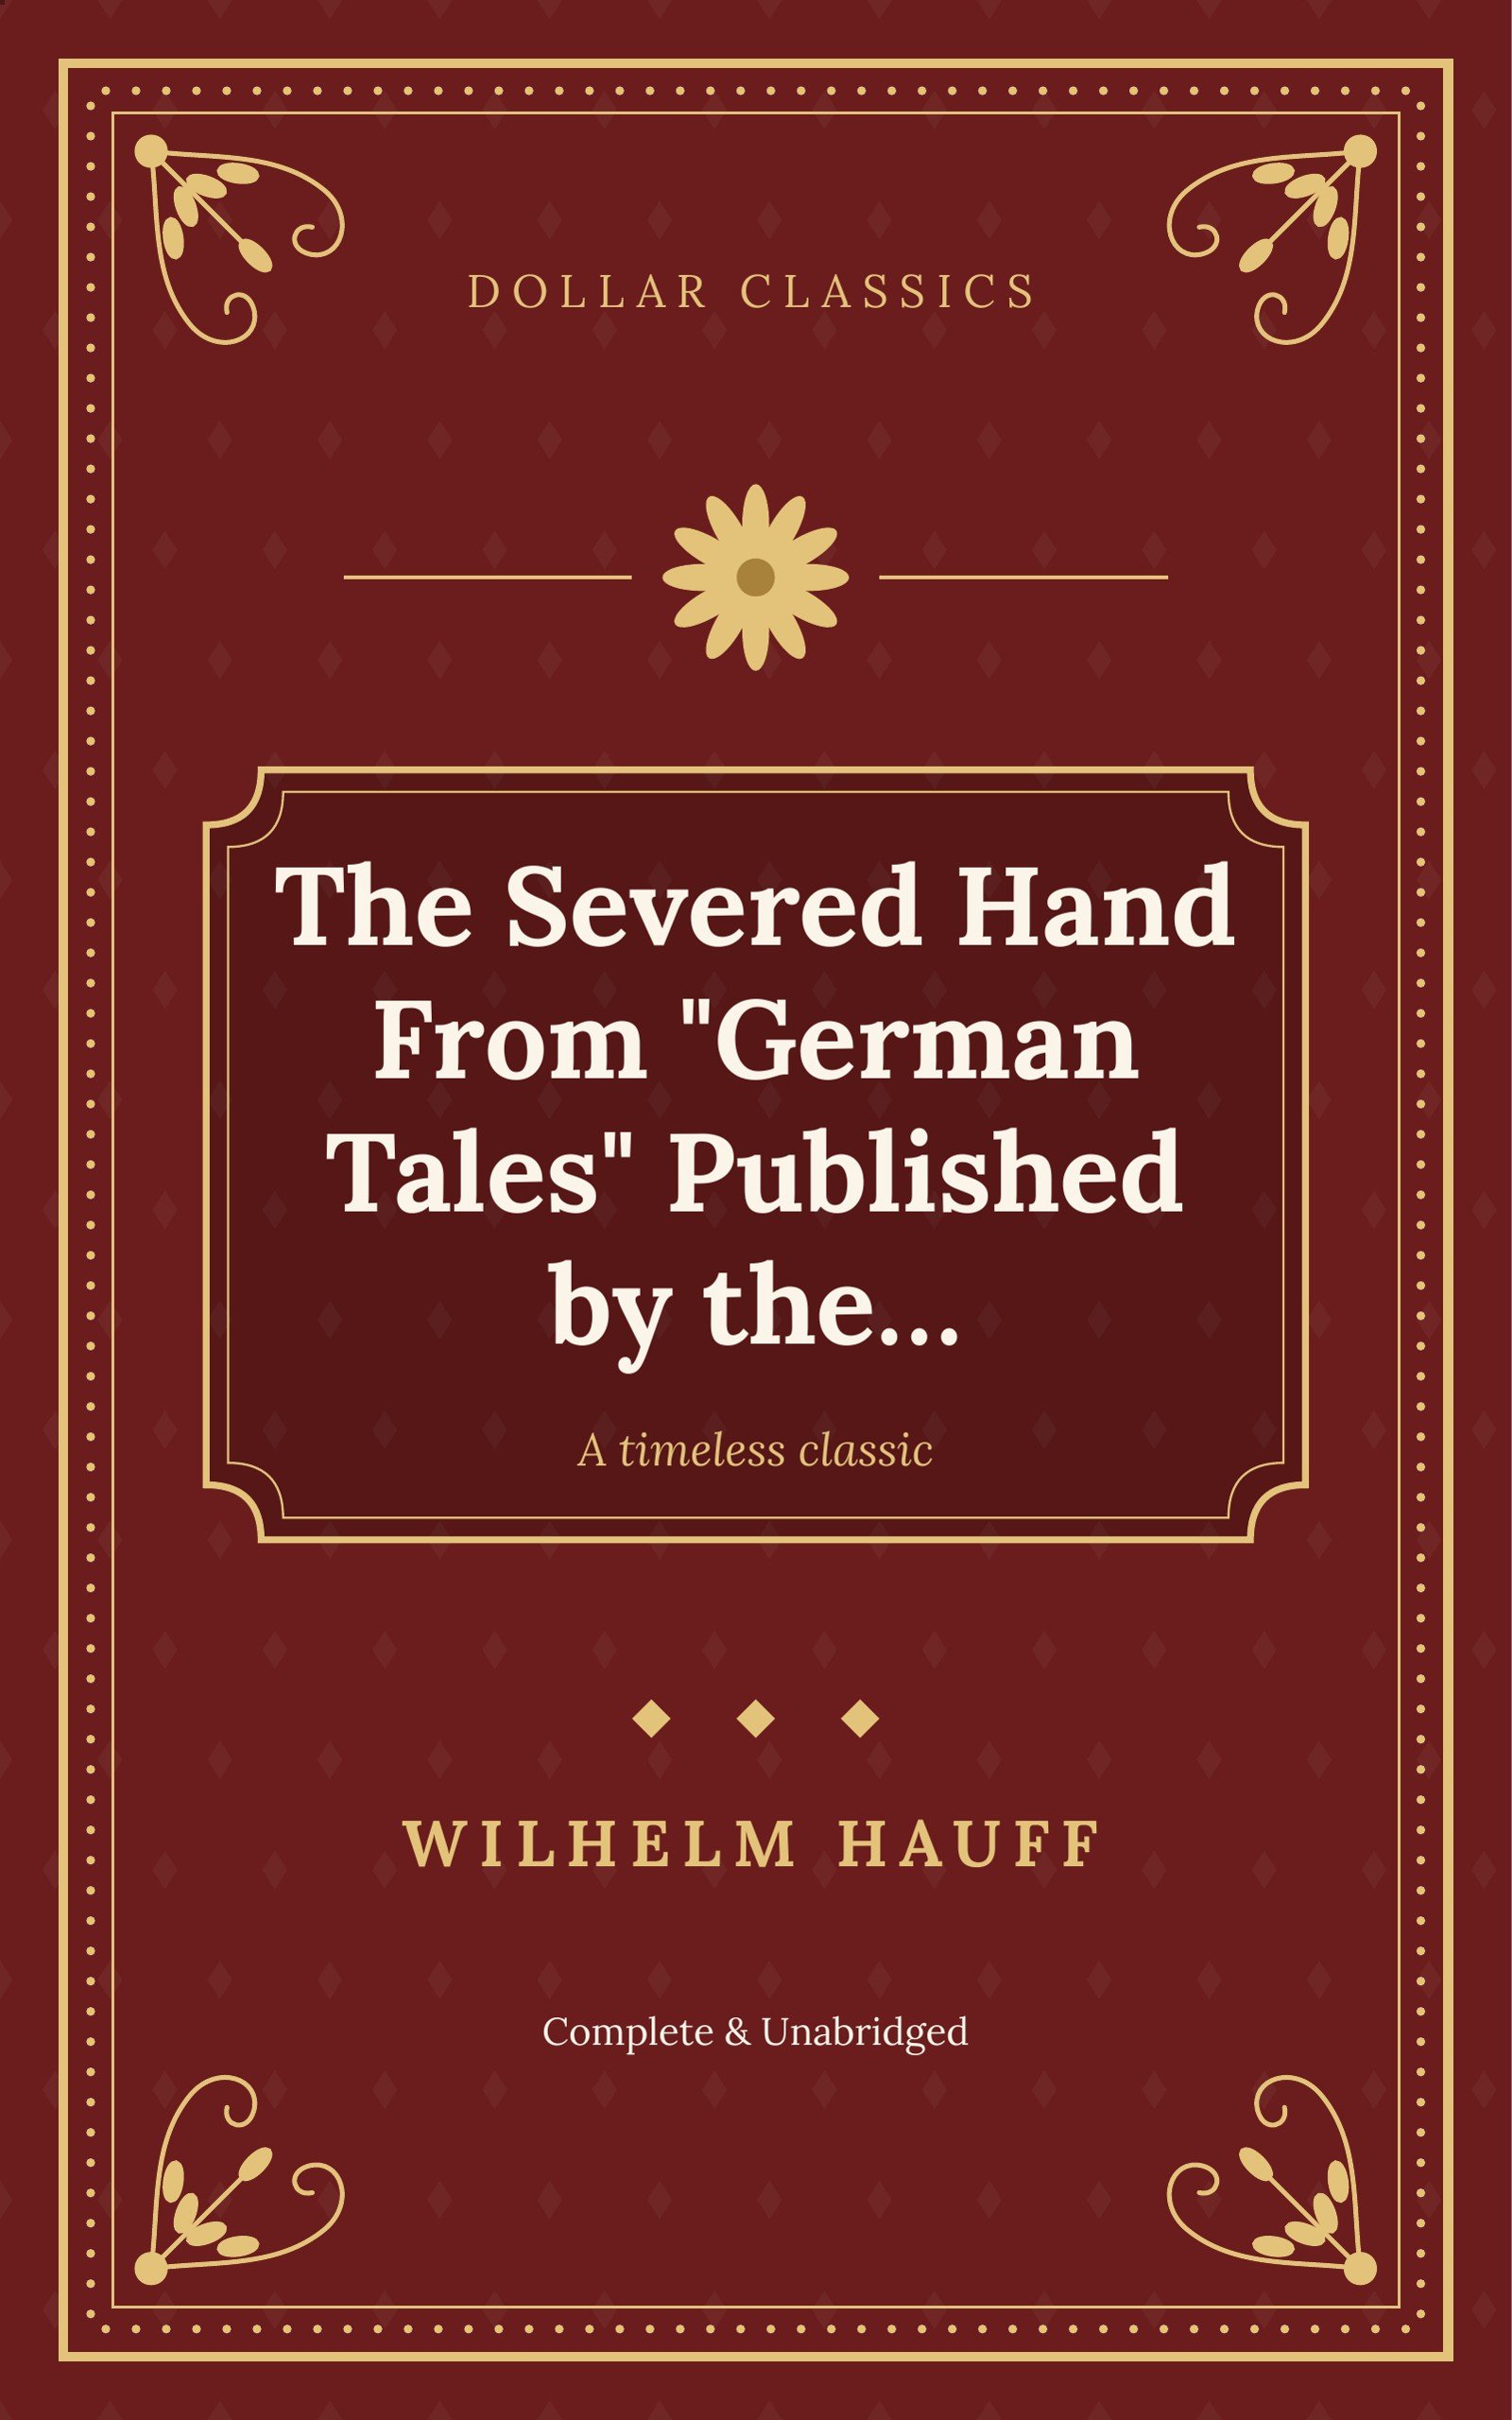 DOLLAR CLASSICS
The Severed Hand
From "German
Tales" Published
by the...
A timeless classic
WILHELM HAUFF
Complete & Unabridged